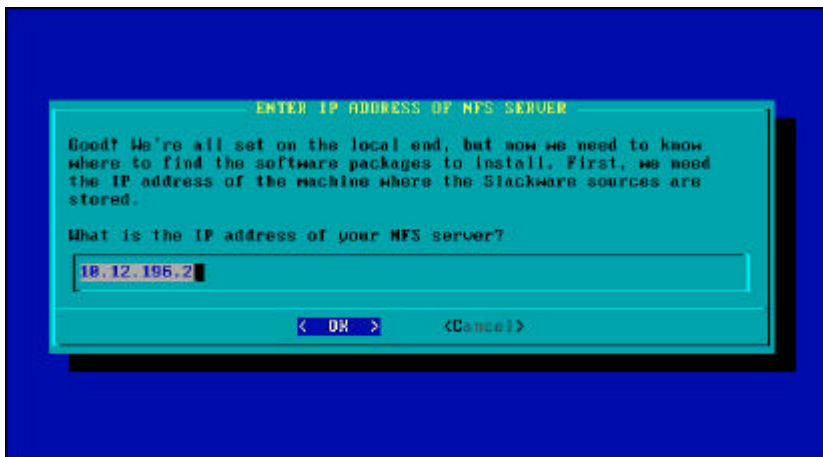 ENTER IP ADDRESS OF NFS SERVER
Good! We're all set on the local end, but now we need to know
where to find the software packages to install. First, we need
the IP address of the machine where the Slackware sources are
stored.
What is the IP address of your NFS server?
10.12.196.2
< OK > <Cancel>